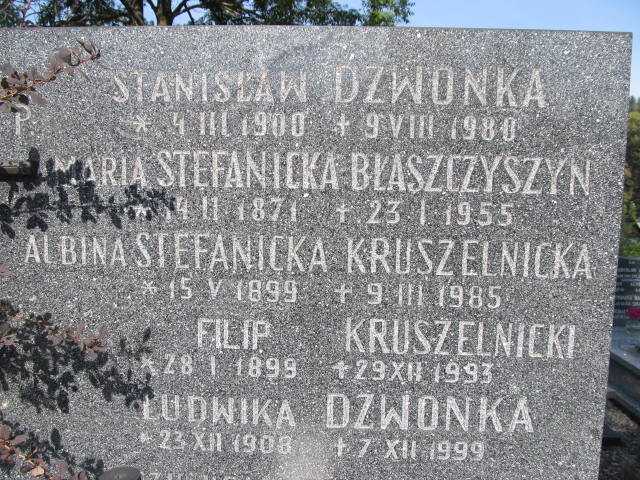 STANISŁAW DZWONKA
P * 4 III 1900 + 9 VIII 1980
MARIA STEFANICKA BŁASZCZYSZYN
* 14 II 1871 + 23 I 1955
ALBINA STEFANICKA KRUSZELNICKA
* 15 V 1899 + 9 III 1985
FILIP KRUSZELNICKI
* 28 I 1899 + 29 XII 1993
LUDWIKA DZWONKA
* 23 XII 1908 + 7 XII 1999